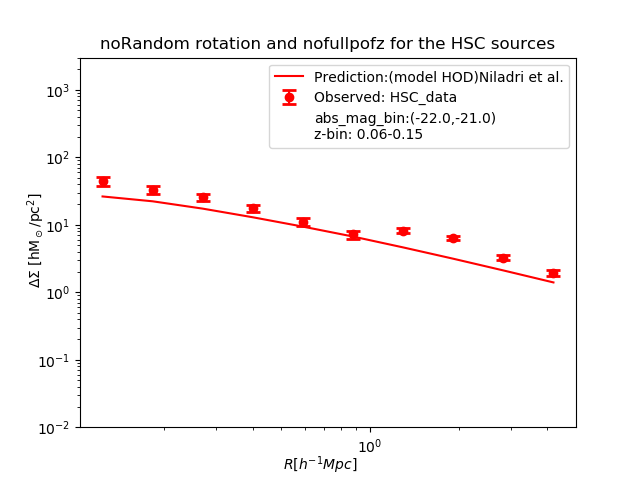 noRandom rotation and nofullpofz for the HSC sources
Prediction:(model HOD)Niladri et al.
Observed: HSC_data
abs_mag_bin:(-22.0,-21.0)
z-bin: 0.06-0.15
10³
10²
10¹
10⁰
10⁻¹
10⁻²
ΔΣ [hM⊙/pc²]
10⁰
R[h⁻¹Mpc]